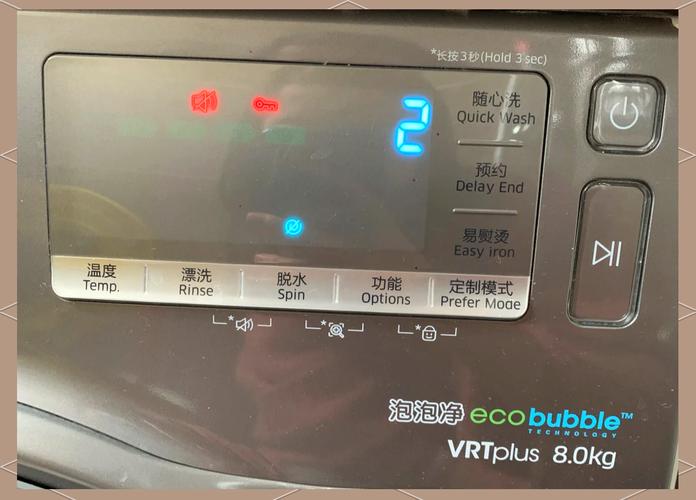 *长按3秒(Hold 3 sec)
2
随心洗
Quick Wash
预约
Delay End
易熨烫
Easy iron
温度
Temp.
漂洗
Rinse
脱水
Spin
功能
Options
定制模式
Prefer Mode
*
*
*
泡泡净 ecobubble™
TECHNOLOGY
VRTplus 8.0kg